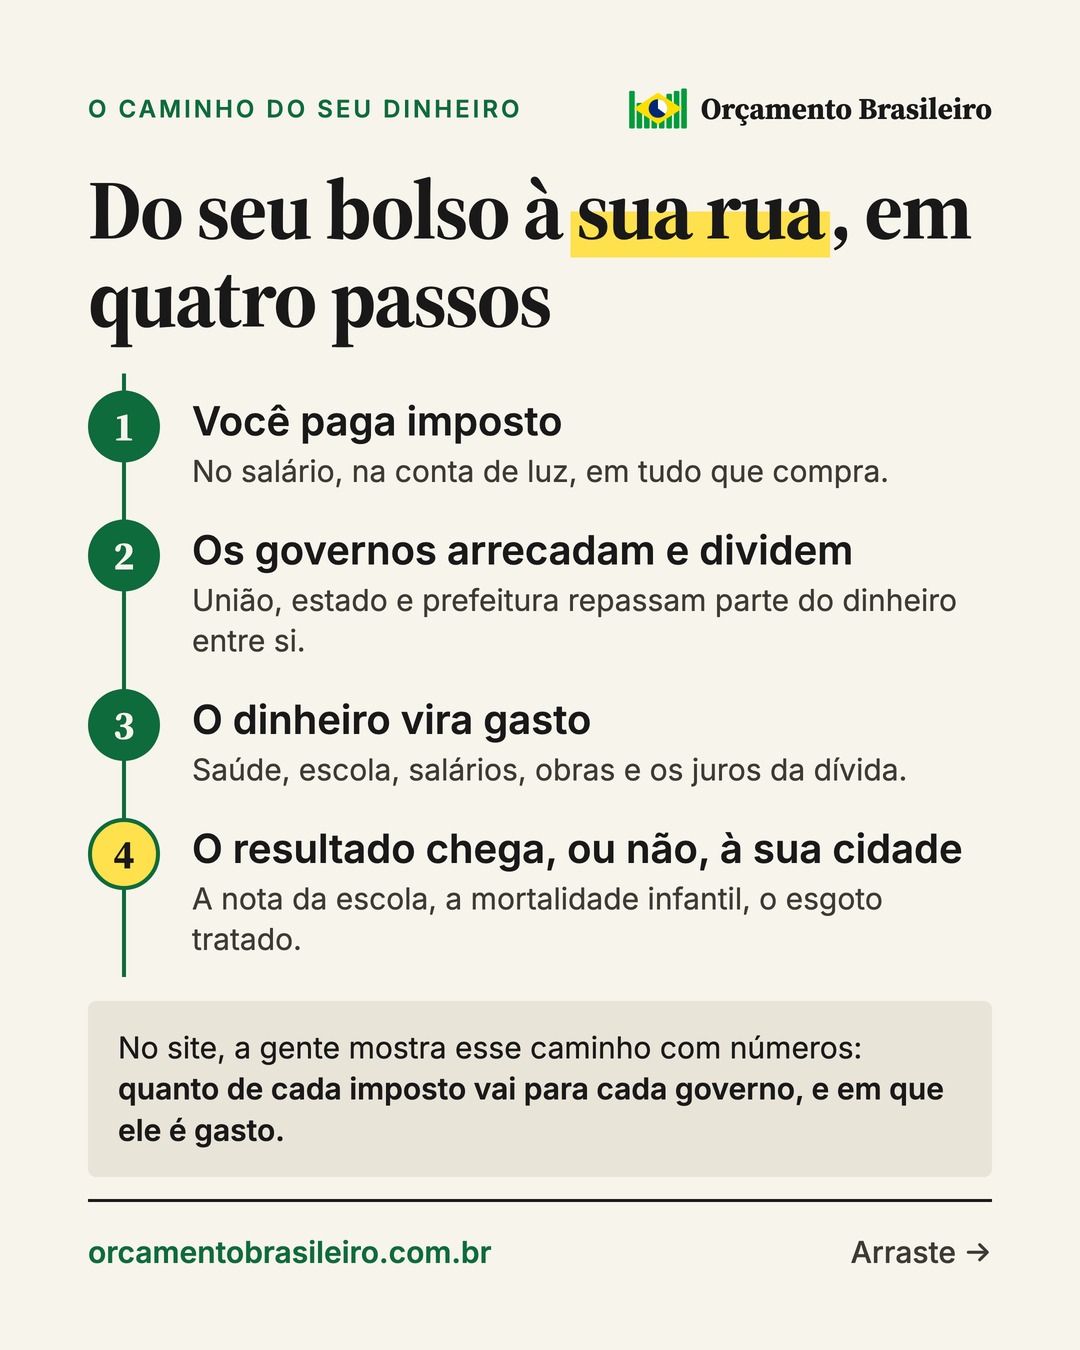 O CAMINHO DO SEU DINHEIRO
Orçamento Brasileiro
Do seu bolso à sua rua, em
quatro passos
1
Você paga imposto
No salário, na conta de luz, em tudo que compra.
2
Os governos arrecadam e dividem
União, estado e prefeitura repassam parte do dinheiro
entre si.
3
O dinheiro vira gasto
Saúde, escola, salários, obras e os juros da dívida.
4
O resultado chega, ou não, à sua cidade
A nota da escola, a mortalidade infantil, o esgoto
tratado.
No site, a gente mostra esse caminho com números:
quanto de cada imposto vai para cada governo, e em que
ele é gasto.
orcamentobrasileiro.com.br
Arraste →